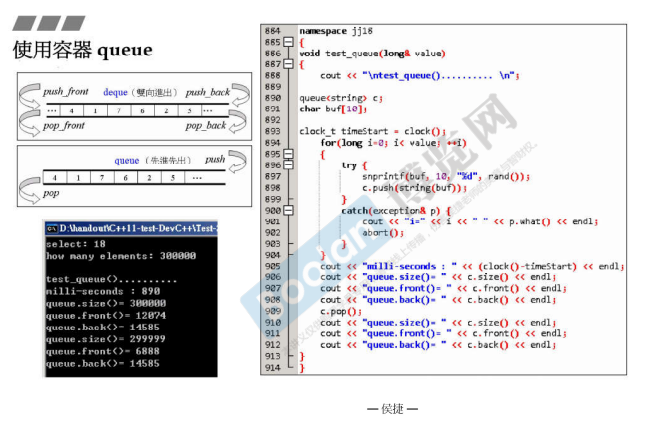 使用容器 queue
push_front deque（雙向進出） push_back
... 4 1 7 6 2 5 ...
pop_front pop_back
queue（先進先出） push
4 1 7 6 2 5 ...
pop
D:\handout\C++11-test-DevC++\Test-
select: 18
how many elements: 300000
test_queue()..........
milli-seconds : 890
queue.size()= 300000
queue.front()= 12074
queue.back()= 14585
queue.size()= 299999
queue.front()= 6888
queue.back()= 14585
884 namespace jj18
885 {
886 void test_queue(long& value)
887 {
888 cout << "\ntest_queue().......... \n";
889
890 queue<string> c;
891 char buf[10];
892
893 clock_t timeStart = clock();
894 for(long i=0; i< value; ++i)
895 {
896 try {
897 snprintf(buf, 10, "%d", rand());
898 c.push(string(buf));
899 }
900 catch(exception& p) {
901 cout << "i=" << i << " " << p.what() << endl;
902 abort();
903 }
904 }
905 cout << "milli-seconds : " << (clock()-timeStart) << endl;
906 cout << "queue.size()= " << c.size() << endl;
907 cout << "queue.front()= " << c.front() << endl;
908 cout << "queue.back()= " << c.back() << endl;
909 c.pop();
910 cout << "queue.size()= " << c.size() << endl;
911 cout << "queue.front()= " << c.front() << endl;
912 cout << "queue.back()= " << c.back() << endl;
913 }
914 }
boolan 博览网
— 侯捷 —